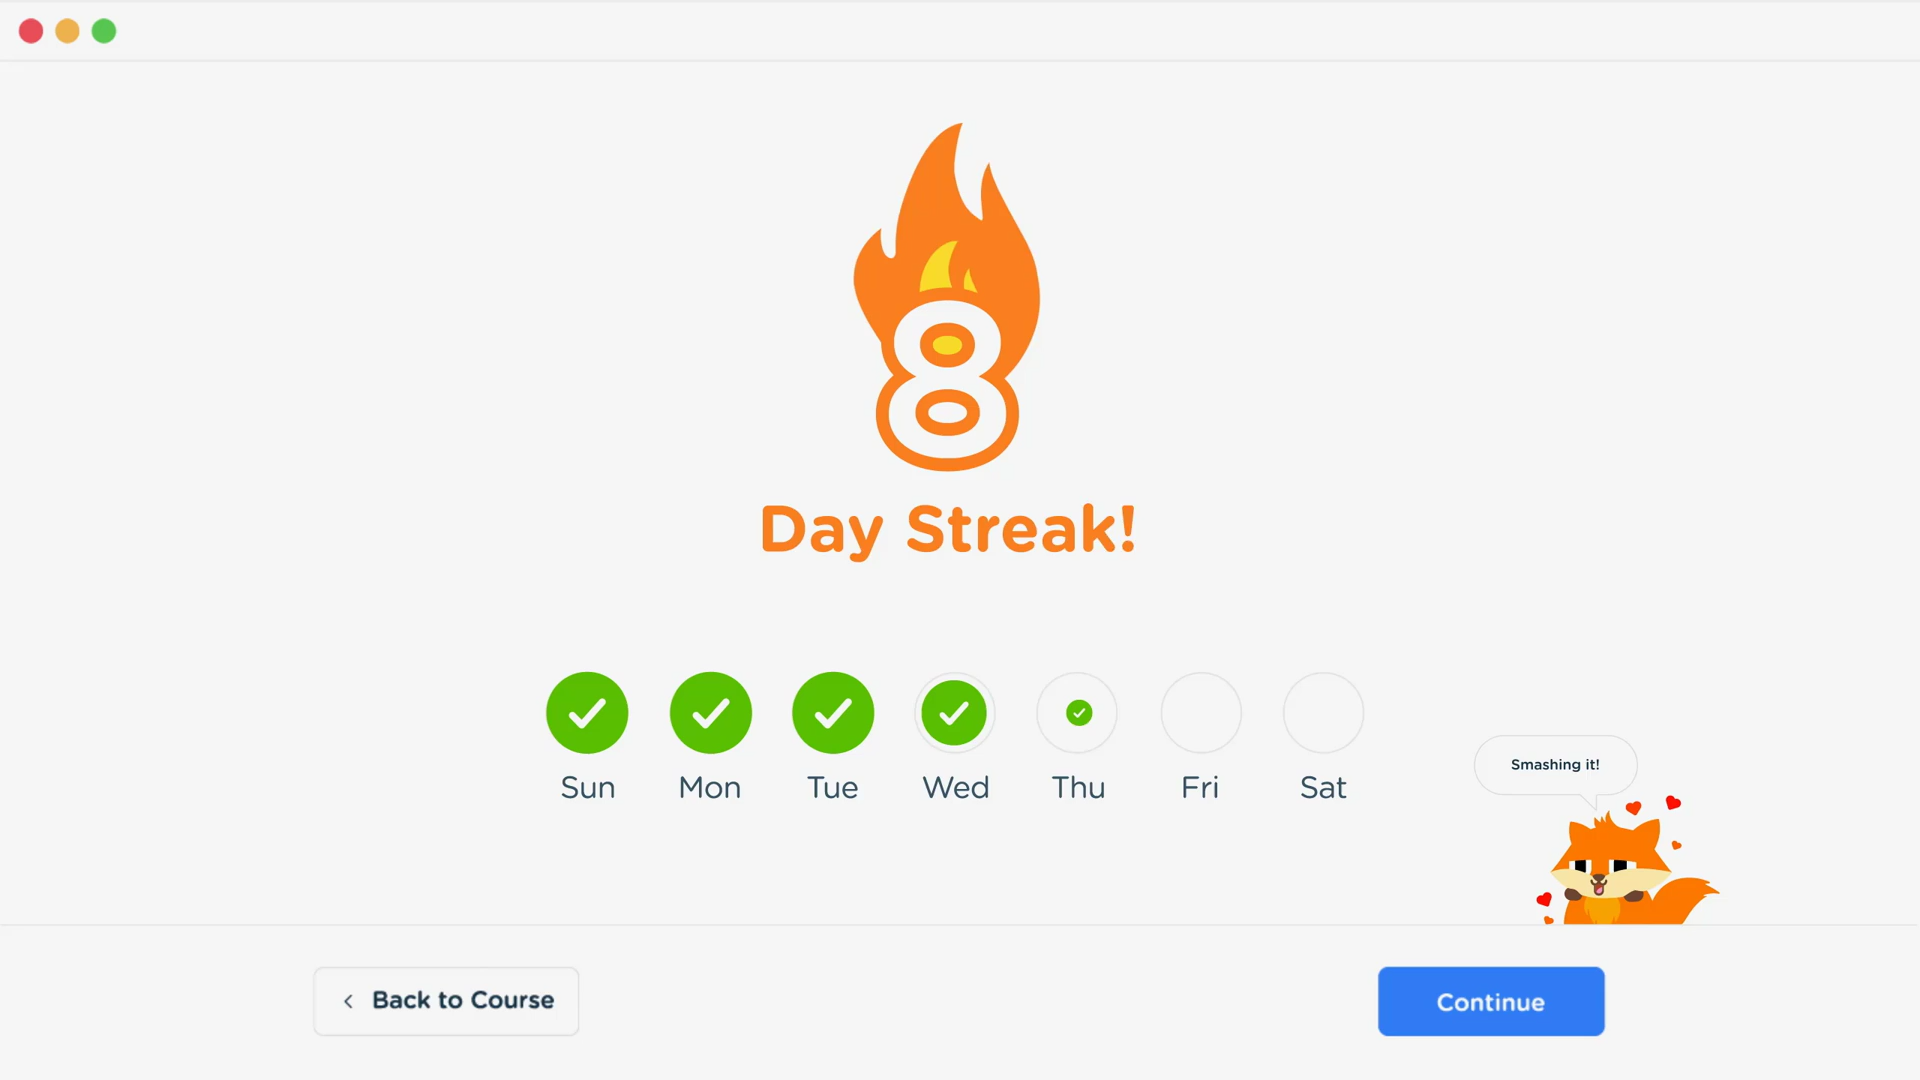 8
Day Streak!
Sun Mon Tue Wed Thu Fri Sat
Smashing it!
Back to Course
Continue